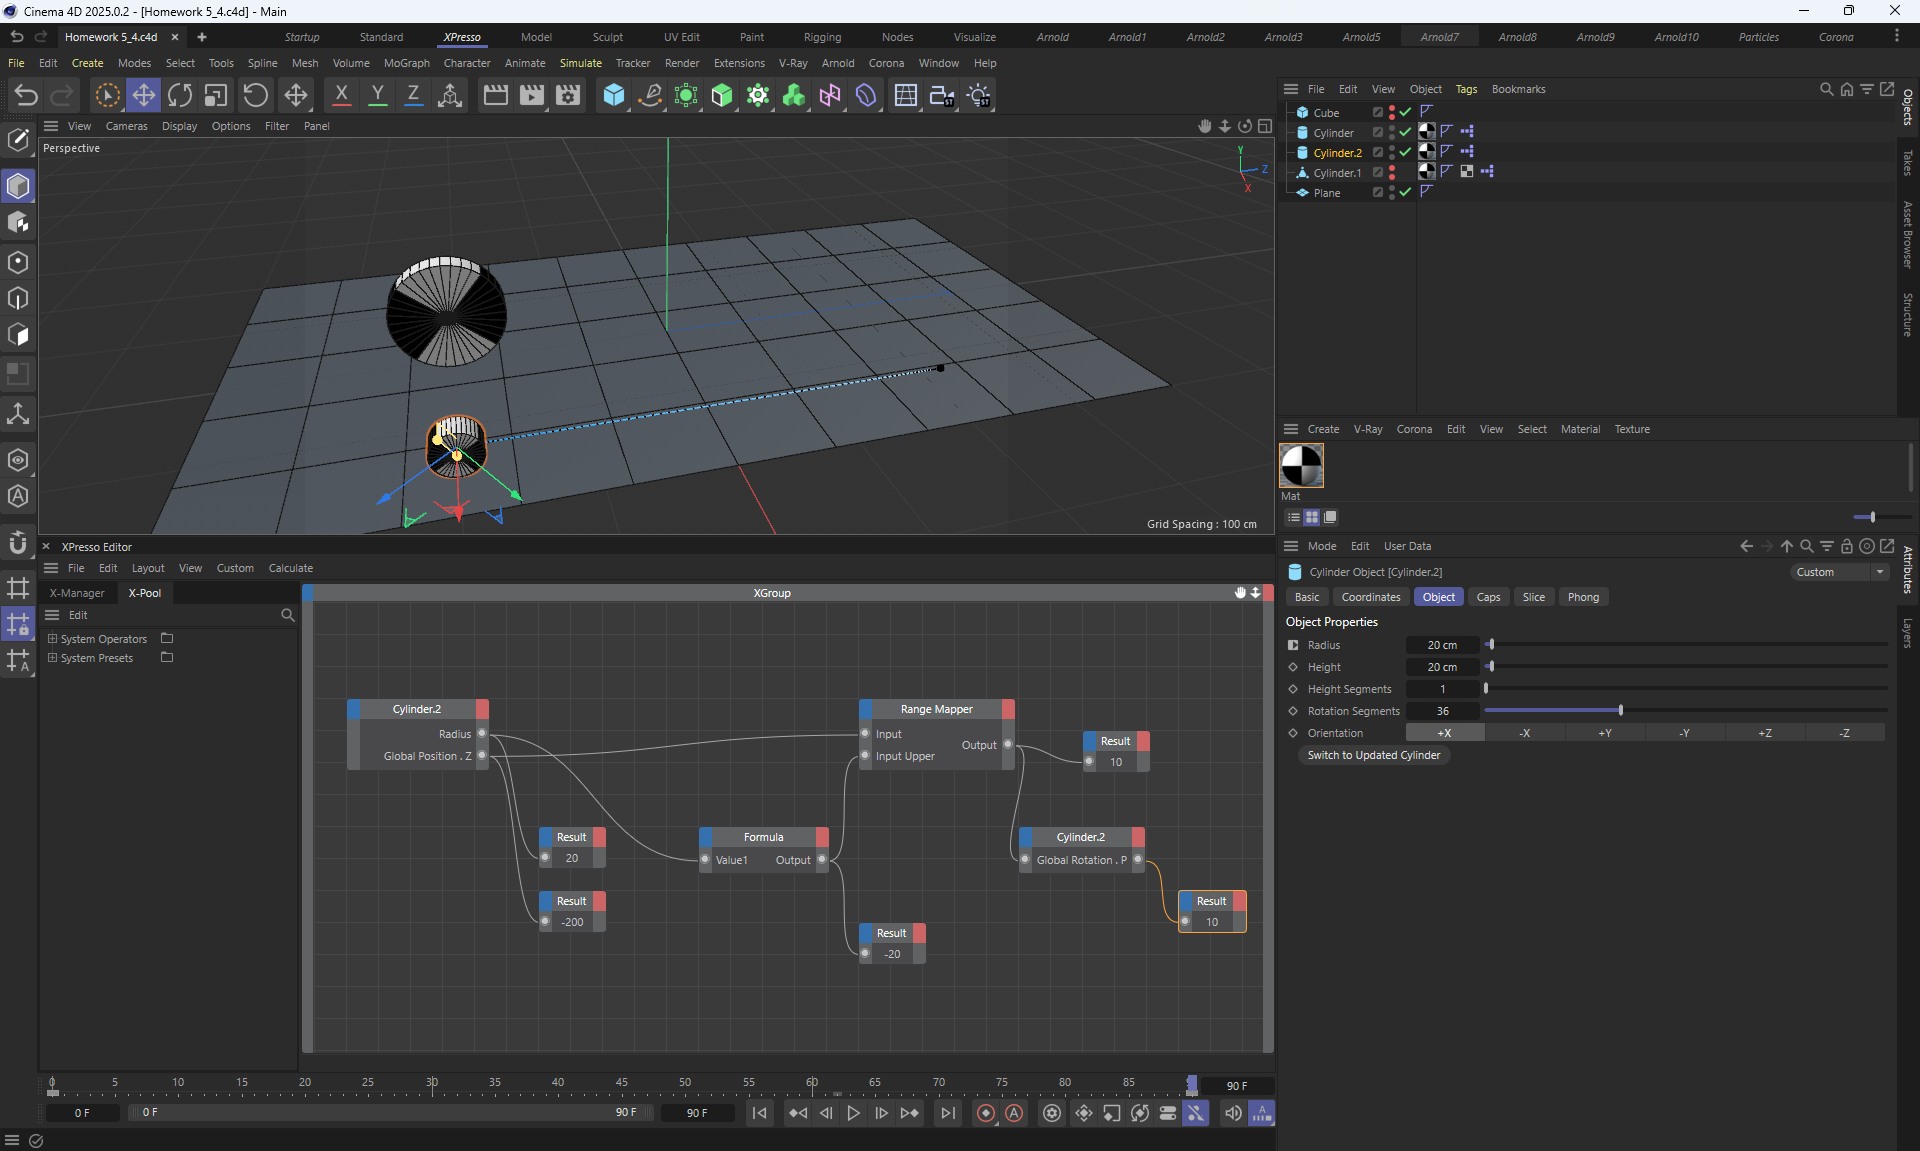 Cinema 4D 2025.0.2 - [Homework 5_4.c4d] - Main
Homework 5_4.c4d × + Startup Standard XPresso Model Sculpt UV Edit Paint Rigging Nodes Visualize Arnold Arnold1 Arnold2 Arnold3 Arnold5 Arnold7 Arnold8 Arnold9 Arnold10 Particles Corona
File Edit Create Modes Select Tools Spline Mesh Volume MoGraph Character Animate Simulate Tracker Render Extensions V-Ray Arnold Corona Window Help
X Y Z
View Cameras Display Options Filter Panel
Perspective
Y
Z
X
Grid Spacing : 100 cm
File Edit View Object Tags Bookmarks
Cube
Cylinder
Cylinder.2
Cylinder.1
Plane
Objects
Takes
Asset Browser
Structure
Create V-Ray Corona Edit View Select Material Texture
Mat
XPresso Editor
File Edit Layout View Custom Calculate
X-Manager X-Pool
Edit
System Operators
System Presets
XGroup
Cylinder.2
Radius
Global Position . Z
Range Mapper
Input
Output
Input Upper
Result
10
Result
20
Formula
Value1 Output
Cylinder.2
Global Rotation . P
Result
-200
Result
10
Result
-20
Mode Edit User Data
Cylinder Object [Cylinder.2]
Custom
Basic Coordinates Object Caps Slice Phong
Object Properties
Radius 20 cm
Height 20 cm
Height Segments 1
Rotation Segments 36
Orientation +X -X +Y -Y +Z -Z
Switch to Updated Cylinder
Attributes
Layers
0 5 10 15 20 25 30 35 40 45 50 55 60 65 70 75 80 85 90 F
0 F 0 F 90 F 90 F